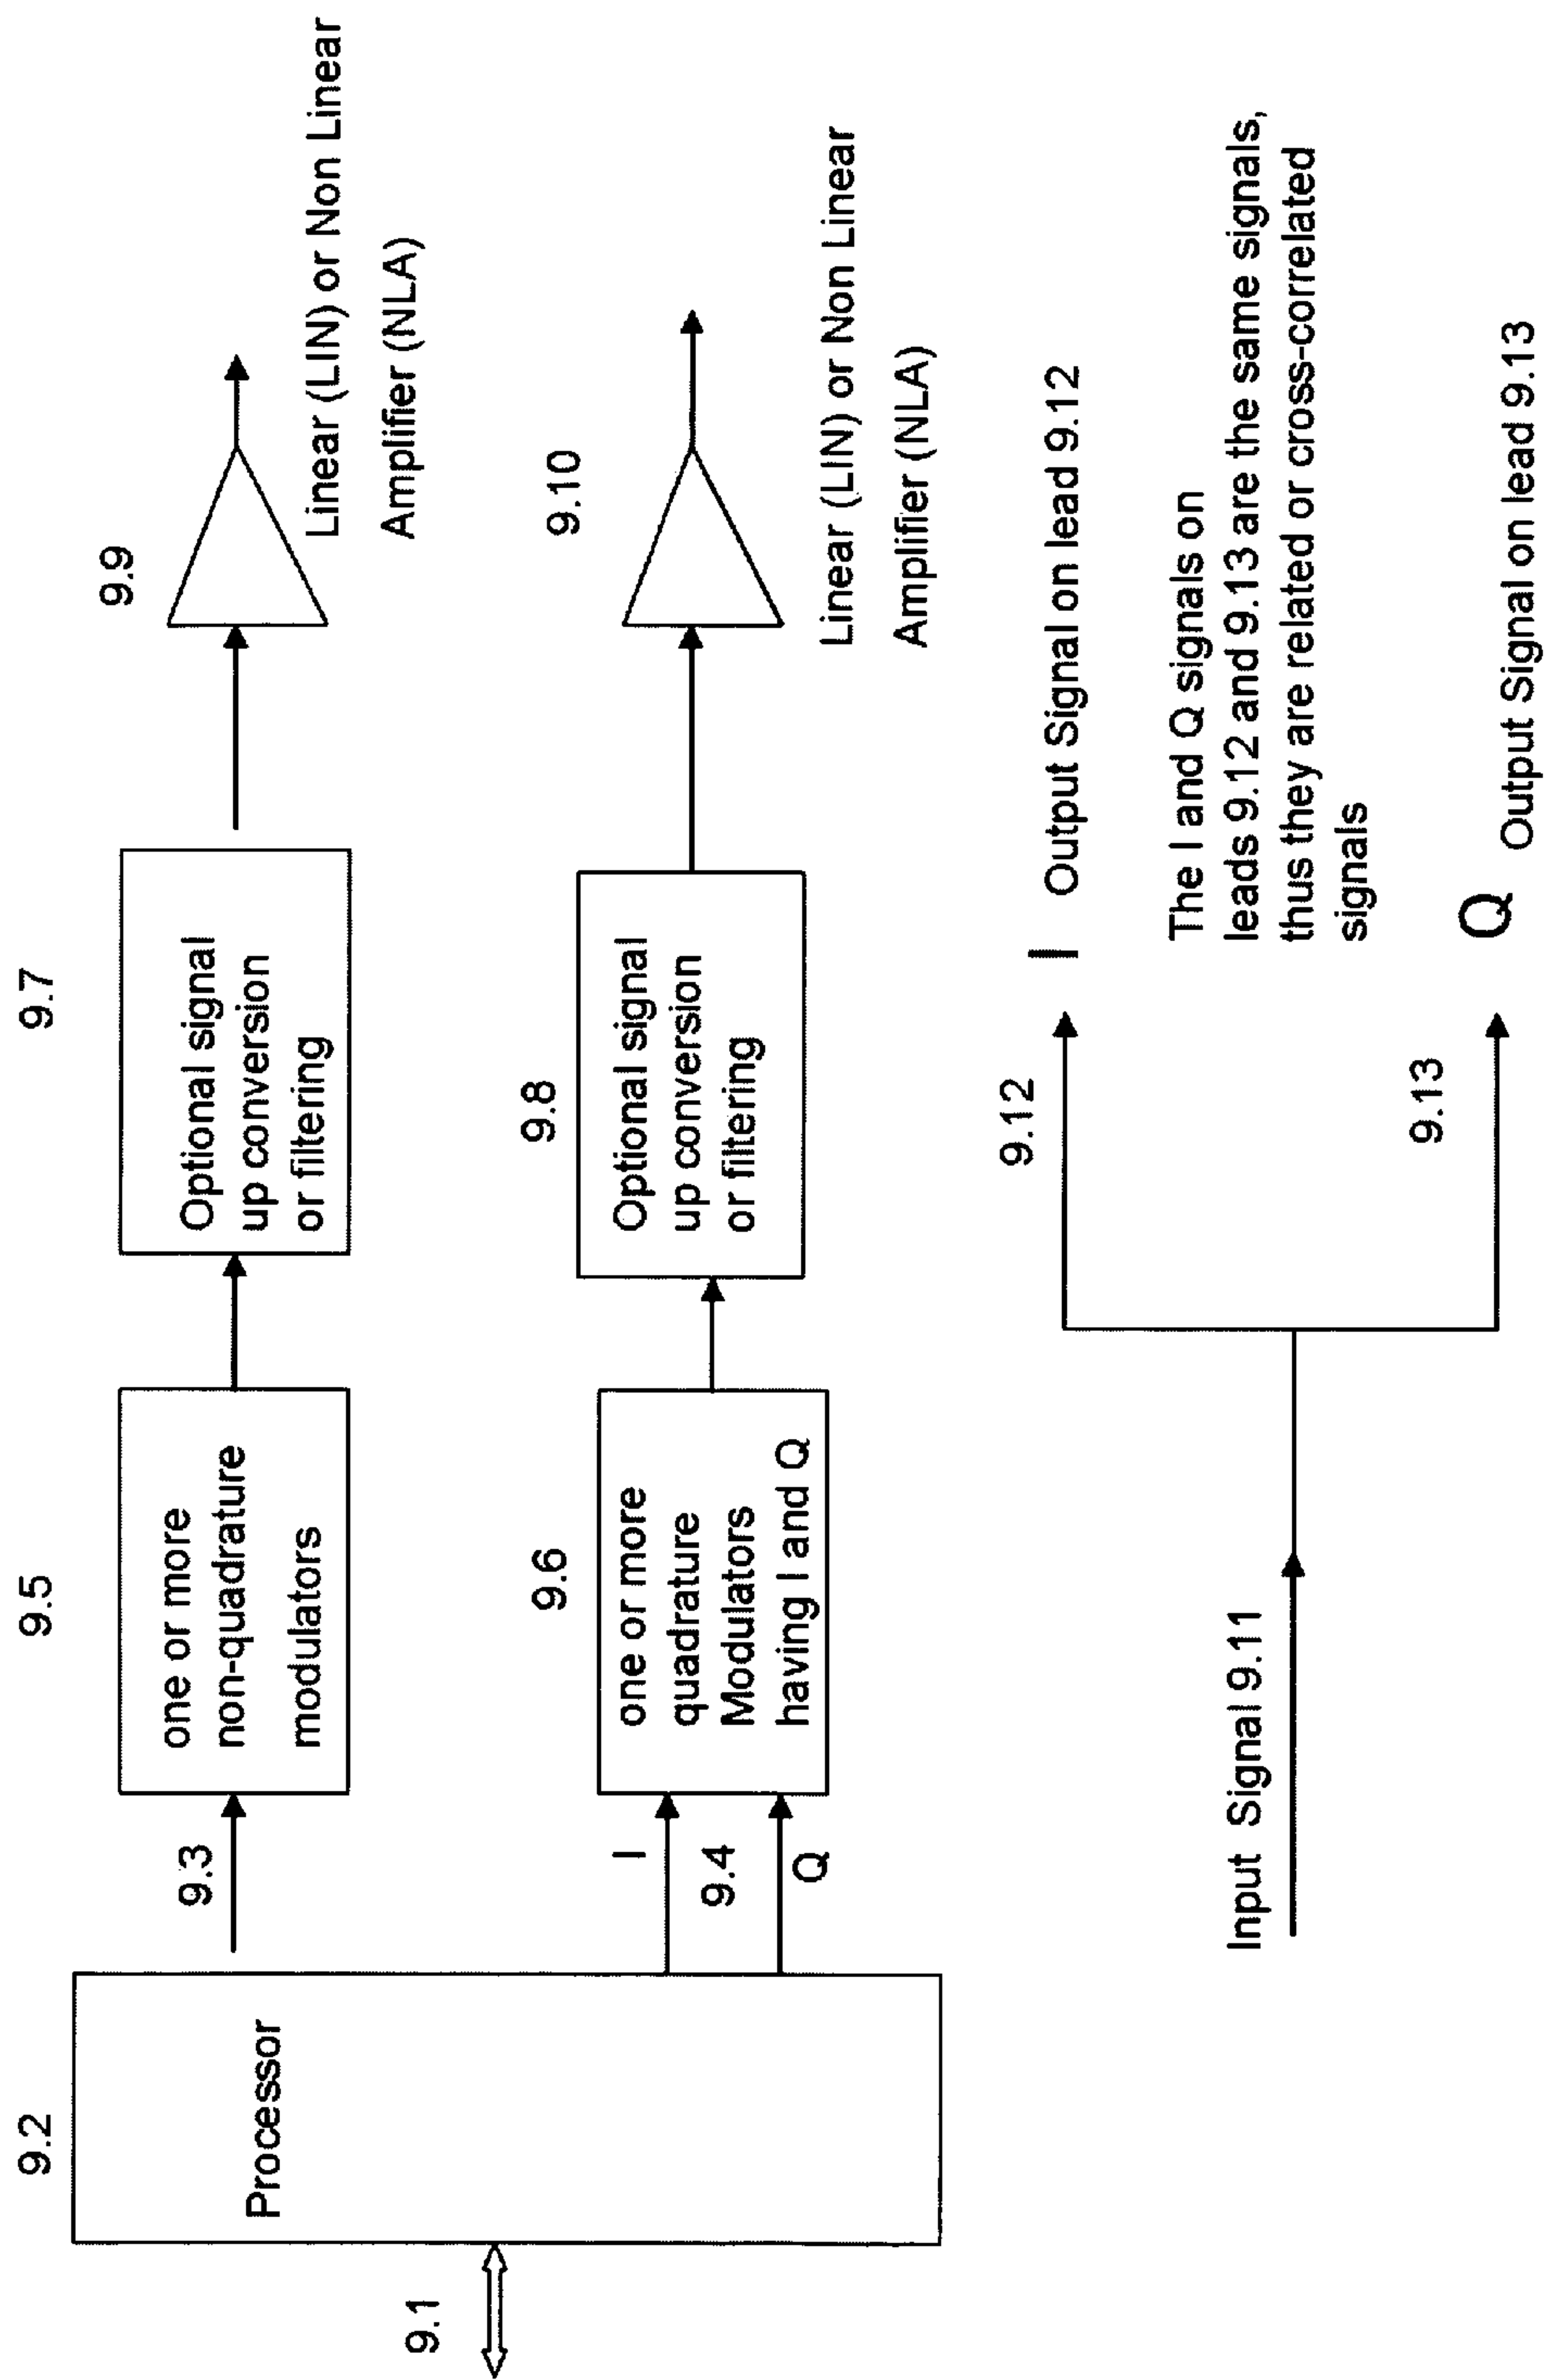 9.1
9.2
Processor
9.3
I
9.4
Q
9.5
one or more
non-quadrature
modulators
9.6
one or more
quadrature
Modulators
having I and Q
9.7
Optional signal
up conversion
or filtering
9.8
Optional signal
up conversion
or filtering
9.9
Linear (LIN) or Non Linear
Amplifier (NLA)
9.10
Linear (LIN) or Non Linear
Amplifier (NLA)
Input Signal 9.11
9.12
I Output Signal on lead 9.12
The I and Q signals on
leads 9.12 and 9.13 are the same signals,
thus they are related or cross-correlated
signals
9.13
Q Output Signal on lead 9.13